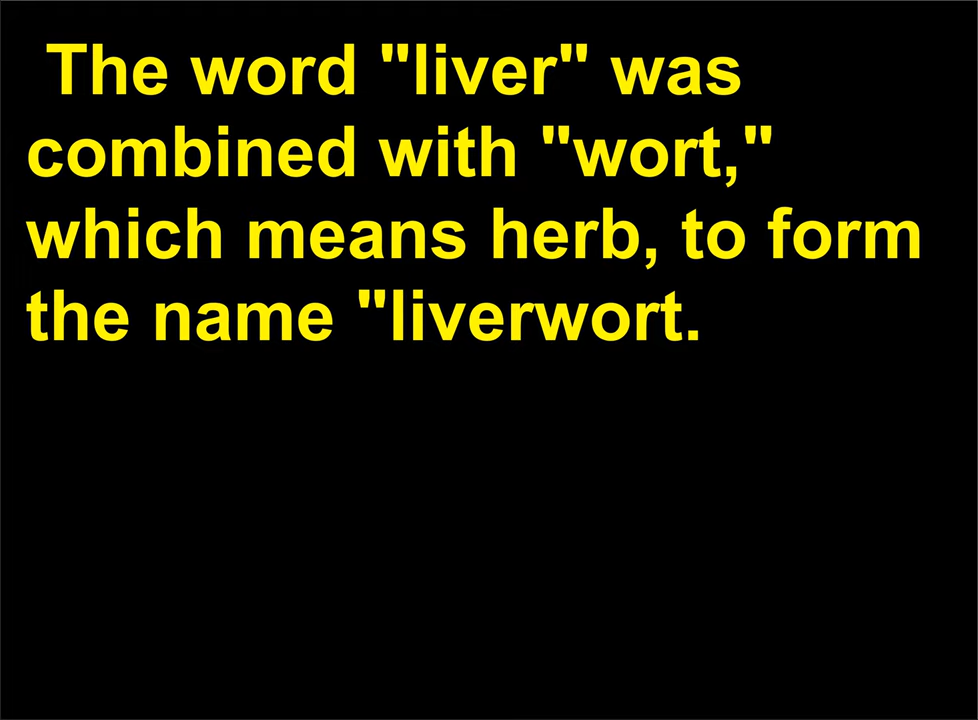 The word "liver" was
combined with "wort,"
which means herb, to form
the name "liverwort.